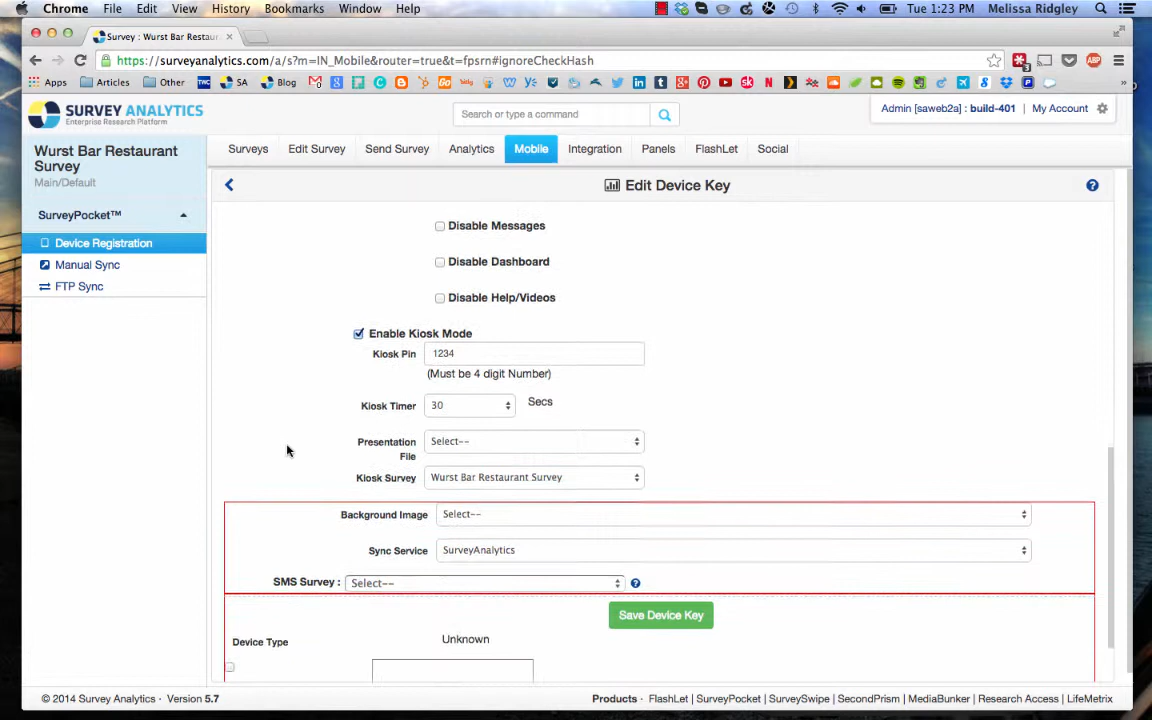 Chrome File Edit View History Bookmarks Window Help Tue 1:23 PM Melissa Ridgley
Survey : Wurst Bar Restaur
https://surveyanalytics.com/a/s?m=IN_Mobile&router=true&t=fpsrn#ignoreCheckHash
Apps Articles Other TWC SA Blog
SURVEY ANALYTICS
Enterprise Research Platform
Search or type a command
Admin [saweb2a] : build-401 | My Account
Wurst Bar Restaurant
Survey
Main/Default
Surveys Edit Survey Send Survey Analytics Mobile Integration Panels FlashLet Social
Edit Device Key
SurveyPocket™
Device Registration
Manual Sync
FTP Sync
Disable Messages
Disable Dashboard
Disable Help/Videos
Enable Kiosk Mode
Kiosk Pin 1234
(Must be 4 digit Number)
Kiosk Timer 30 Secs
Presentation File Select--
Kiosk Survey Wurst Bar Restaurant Survey
Background Image Select--
Sync Service SurveyAnalytics
SMS Survey : Select--
Save Device Key
Device Type Unknown
© 2014 Survey Analytics - Version 5.7
Products - FlashLet | SurveyPocket | SurveySwipe | SecondPrism | MediaBunker | Research Access | LifeMetrix